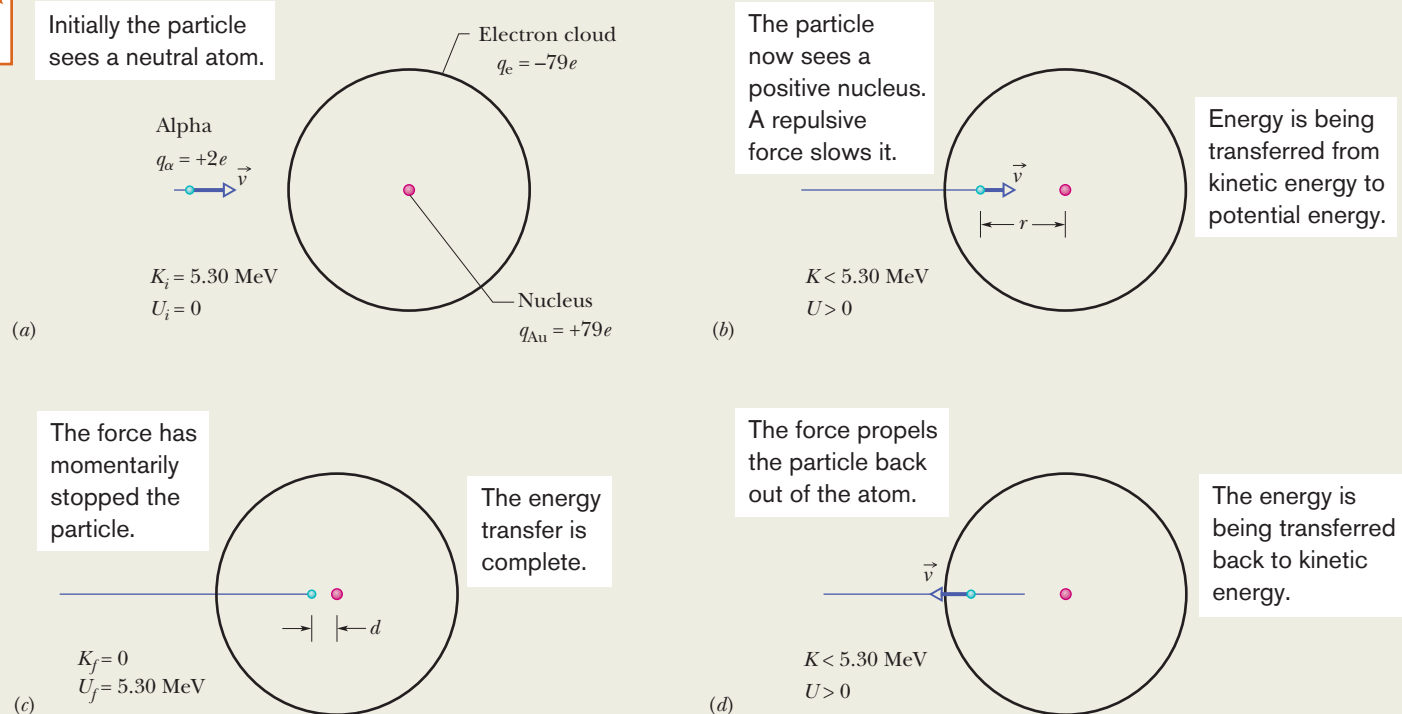 Initially the particle
sees a neutral atom.
Electron cloud
qₑ = –79e
Alpha
q_α = +2e
v⃗
K_i = 5.30 MeV
U_i = 0
Nucleus
q_Au = +79e
(a)
The particle
now sees a
positive nucleus.
A repulsive
force slows it.
Energy is being
transferred from
kinetic energy to
potential energy.
v⃗
r
K < 5.30 MeV
U > 0
(b)
The force has
momentarily
stopped the
particle.
The energy
transfer is
complete.
d
K_f = 0
U_f = 5.30 MeV
(c)
The force propels
the particle back
out of the atom.
The energy is
being transferred
back to kinetic
energy.
v⃗
K < 5.30 MeV
U > 0
(d)